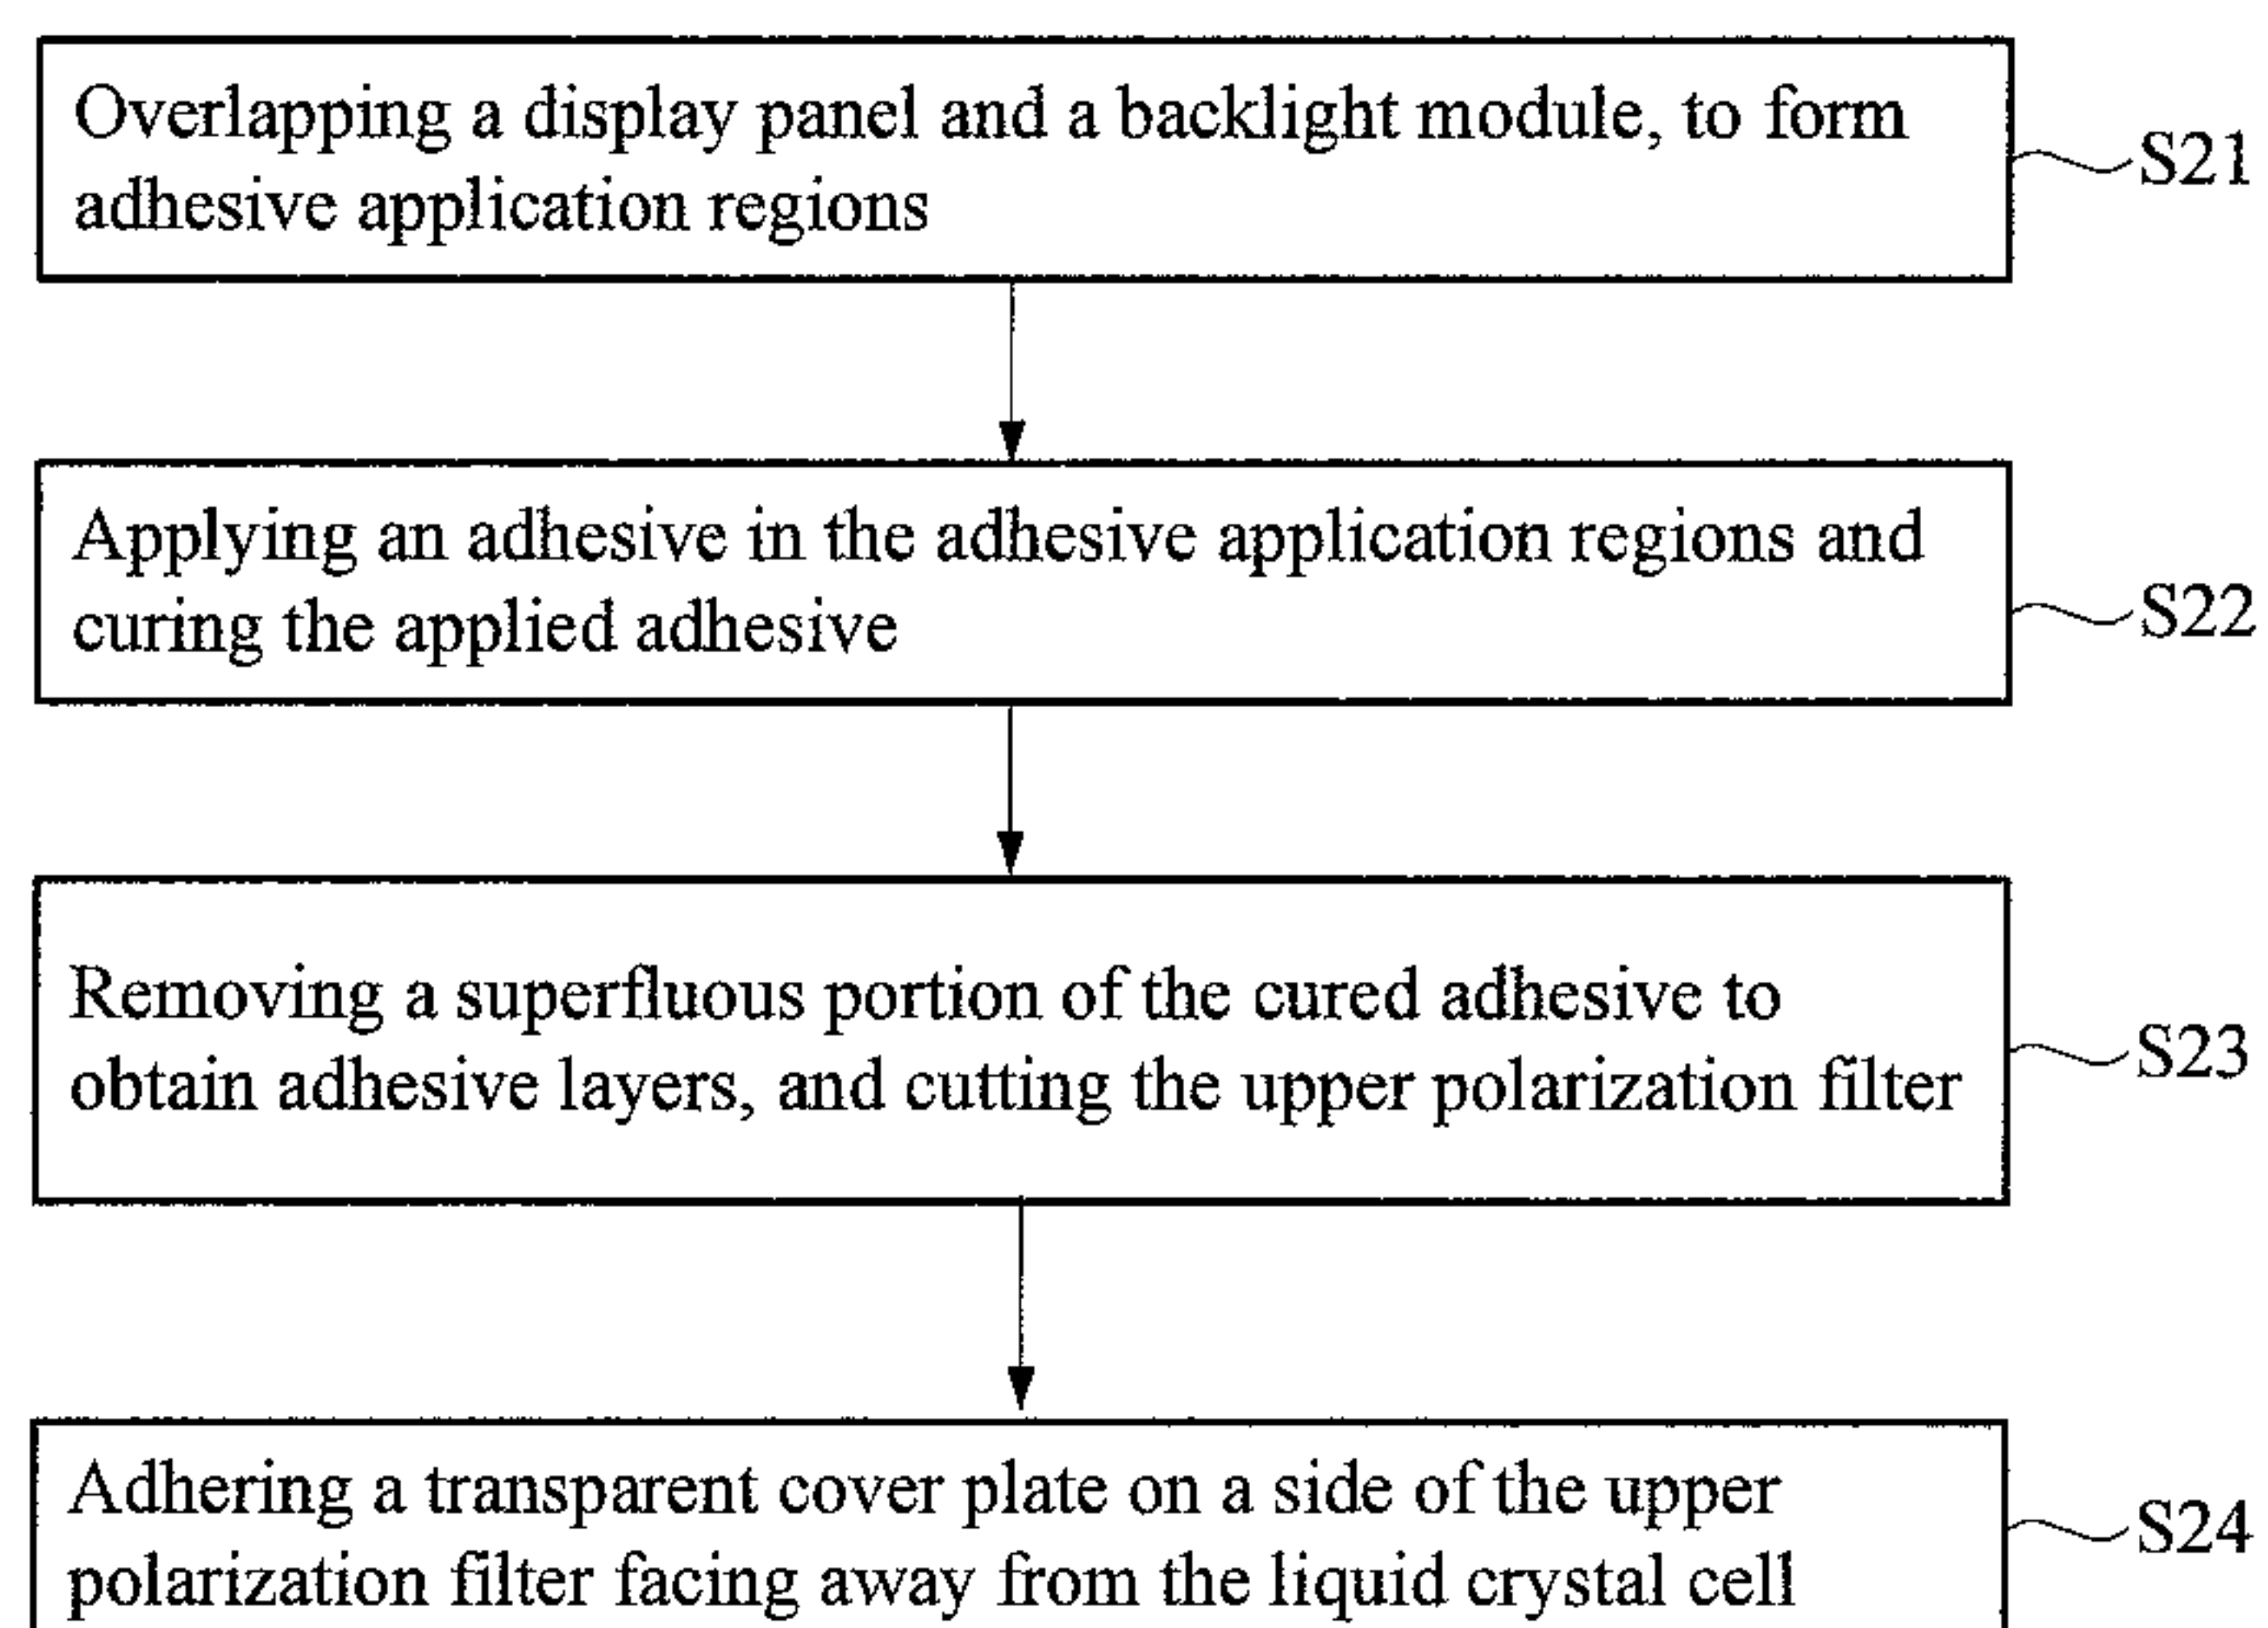 Overlapping a display panel and a backlight module, to form
adhesive application regions
S21
Applying an adhesive in the adhesive application regions and
curing the applied adhesive
S22
Removing a superfluous portion of the cured adhesive to
obtain adhesive layers, and cutting the upper polarization filter
S23
Adhering a transparent cover plate on a side of the upper
polarization filter facing away from the liquid crystal cell
S24